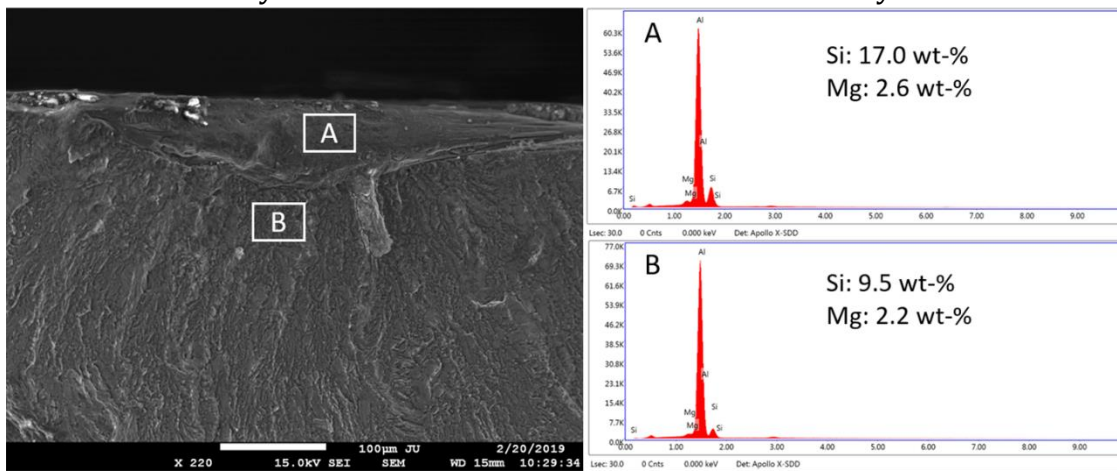 A
B
100μm JU 2/20/2019
X 220 15.0kV SEI SEM WD 15mm 10:29:34
A
Si: 17.0 wt-%
Mg: 2.6 wt-%
60.3K
53.6K
46.9K
40.2K
33.5K
26.8K
20.1K
13.4K
6.7K
0.0K
Al
Al
Mg
Mg
Si
Si
Si
0.00 1.00 2.00 3.00 4.00 5.00 6.00 7.00 8.00 9.00
Lsec: 30.0 0 Cnts 0.000 keV Det: Apollo X-SDD
B
Si: 9.5 wt-%
Mg: 2.2 wt-%
77.0K
69.3K
61.6K
53.9K
46.2K
38.5K
30.8K
23.1K
15.4K
7.7K
0.0K
Al
Al
Mg
Mg
Si
Si
Si
0.00 1.00 2.00 3.00 4.00 5.00 6.00 7.00 8.00 9.00
Lsec: 30.0 0 Cnts 0.000 keV Det: Apollo X-SDD